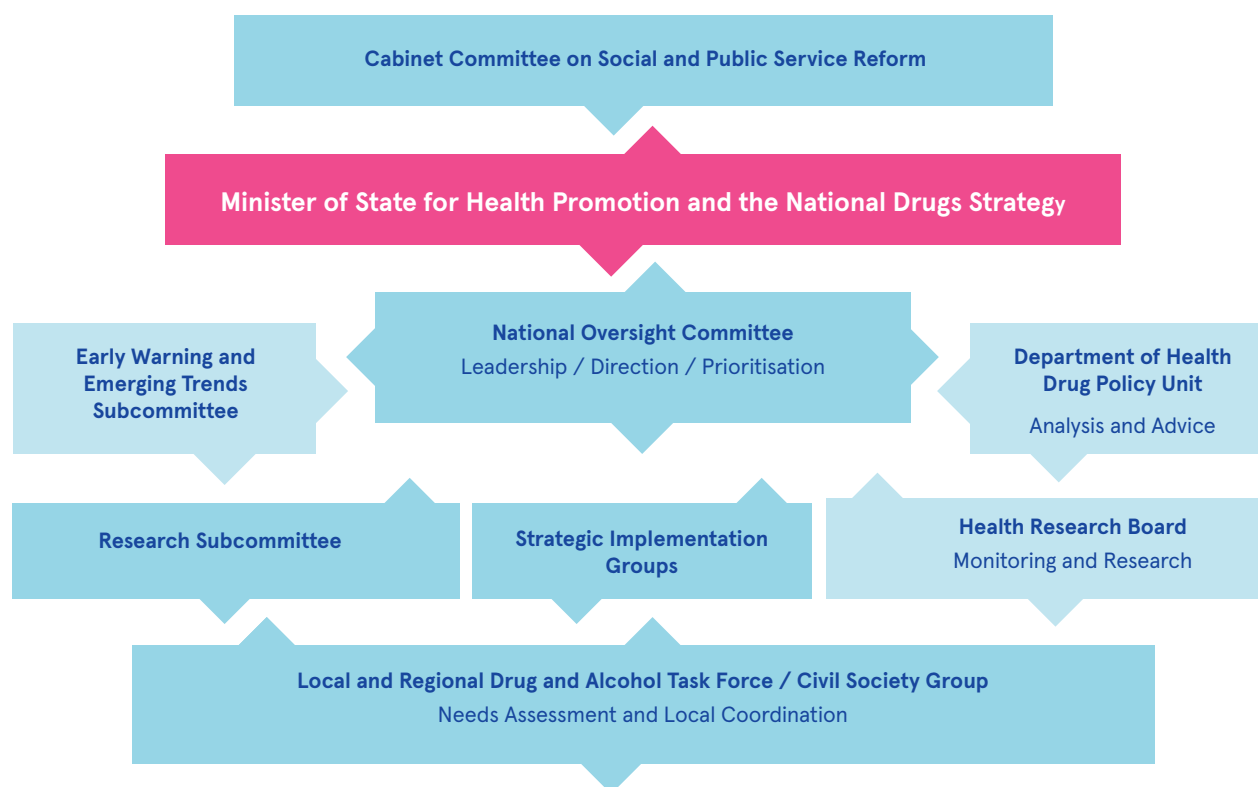 Cabinet Committee on Social and Public Service Reform
Minister of State for Health Promotion and the National Drugs Strategy
National Oversight Committee
Leadership / Direction / Prioritisation
Early Warning and
Emerging Trends
Subcommittee
Department of Health
Drug Policy Unit
Analysis and Advice
Research Subcommittee
Strategic Implementation
Groups
Health Research Board
Monitoring and Research
Local and Regional Drug and Alcohol Task Force / Civil Society Group
Needs Assessment and Local Coordination